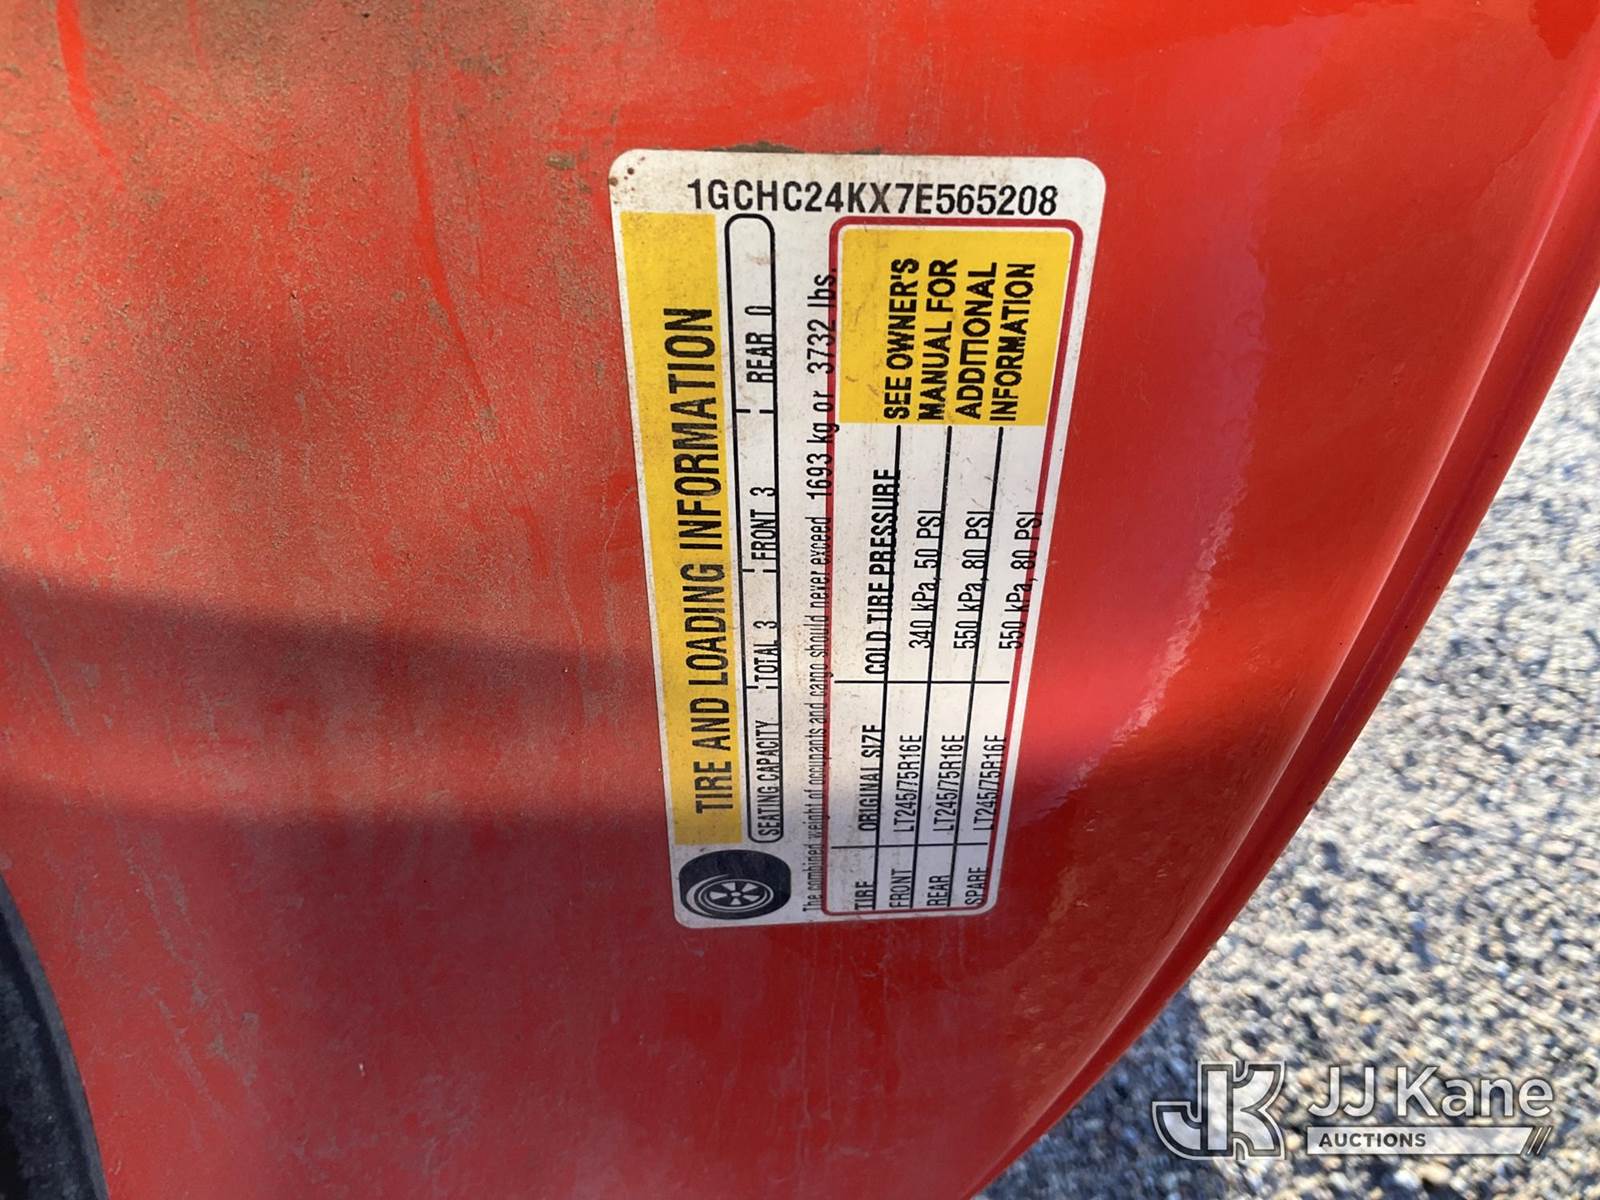 1GCHC24KX7E565208
TIRE AND LOADING INFORMATION
SEATING CAPACITY TOTAL 3 FRONT 3 REAR 0
The combined weight of occupants and cargo should never exceed 1693 kg or 3732 lbs.
TIRE ORIGINAL SIZE COLD TIRE PRESSURE
FRONT LT245/75R16E 340 kPa, 50 PSI
REAR LT245/75R16E 550 kPa, 80 PSI
SPARE LT245/75R16E 550 kPa, 80 PSI
SEE OWNER'S
MANUAL FOR
ADDITIONAL
INFORMATION
JK JJ Kane
AUCTIONS